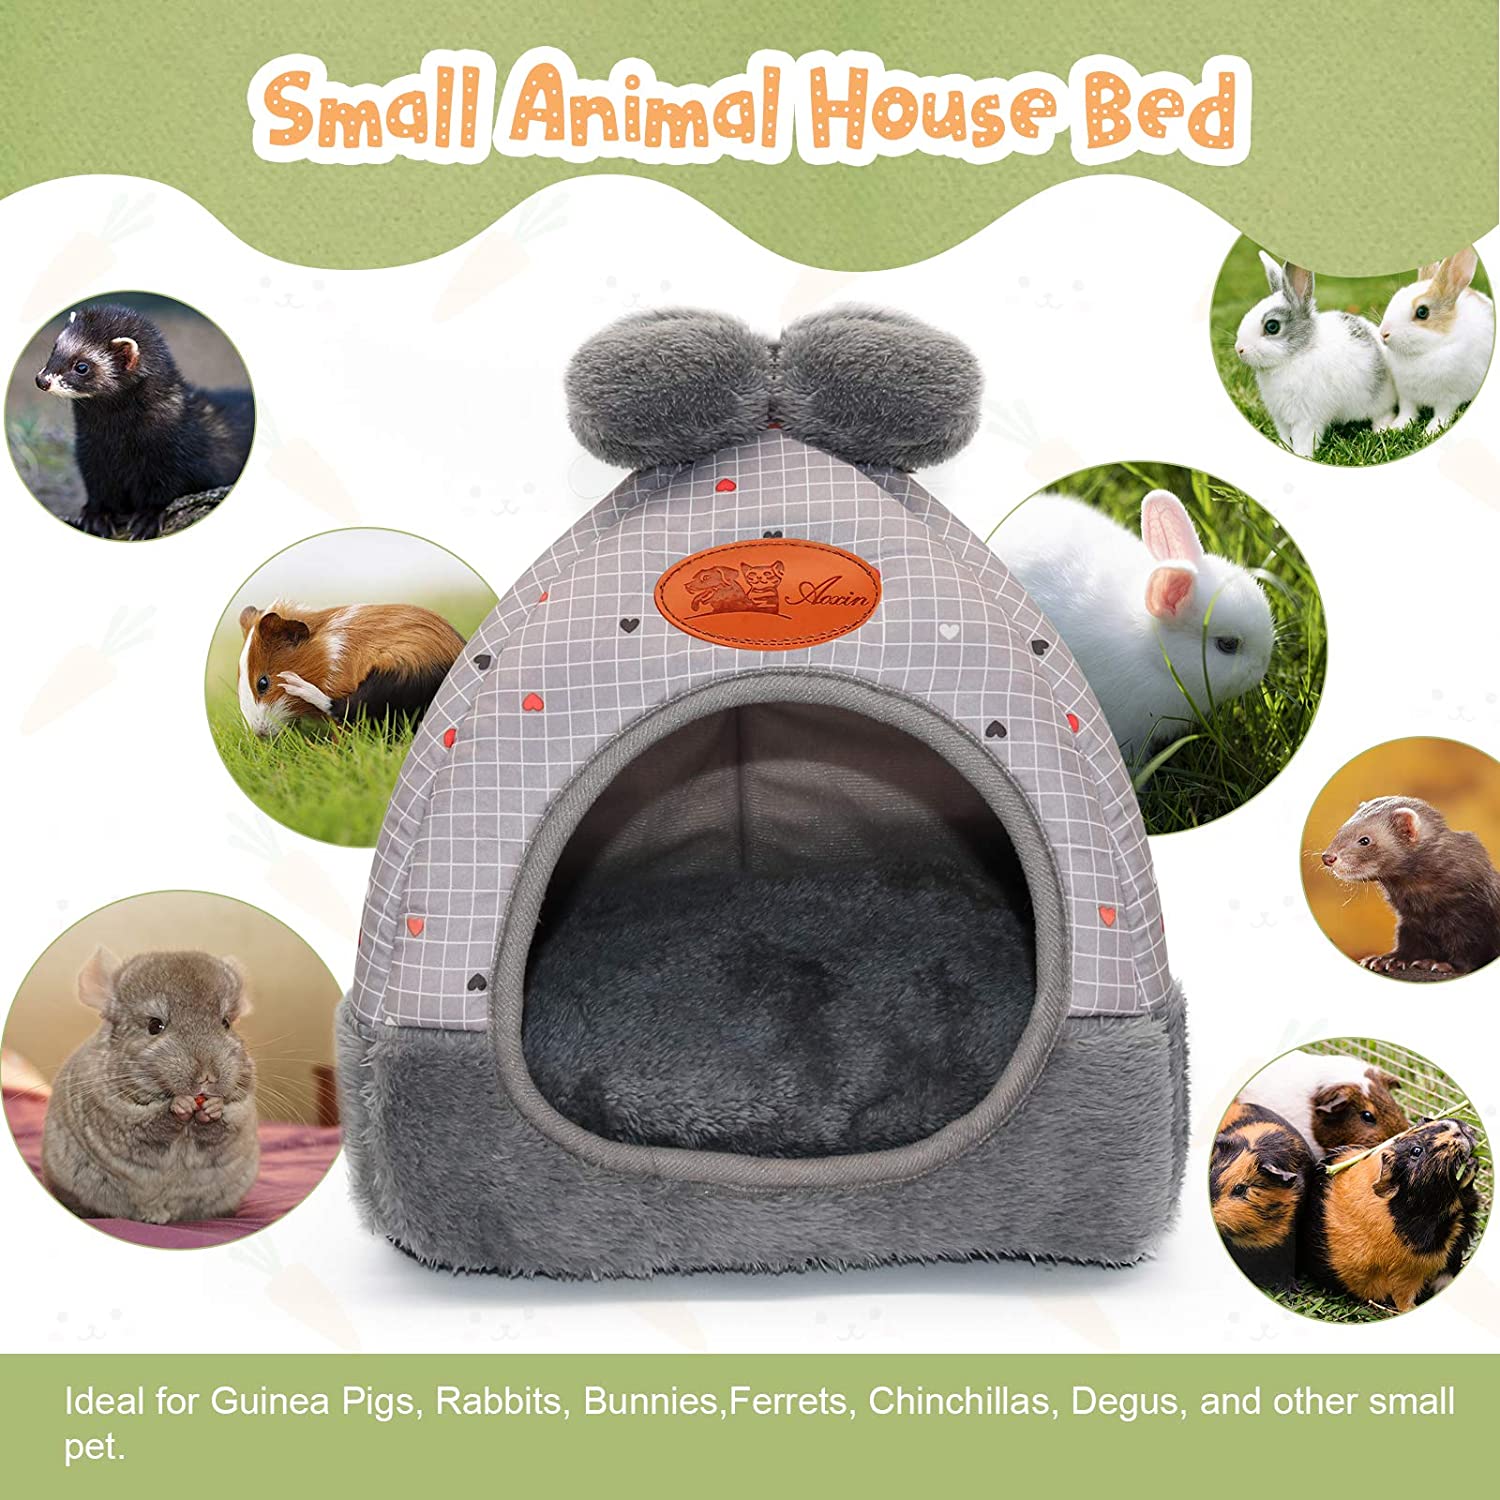 Small Animal House Bed
Aoxin
Ideal for Guinea Pigs, Rabbits, Bunnies,Ferrets, Chinchillas, Degus, and other small
pet.